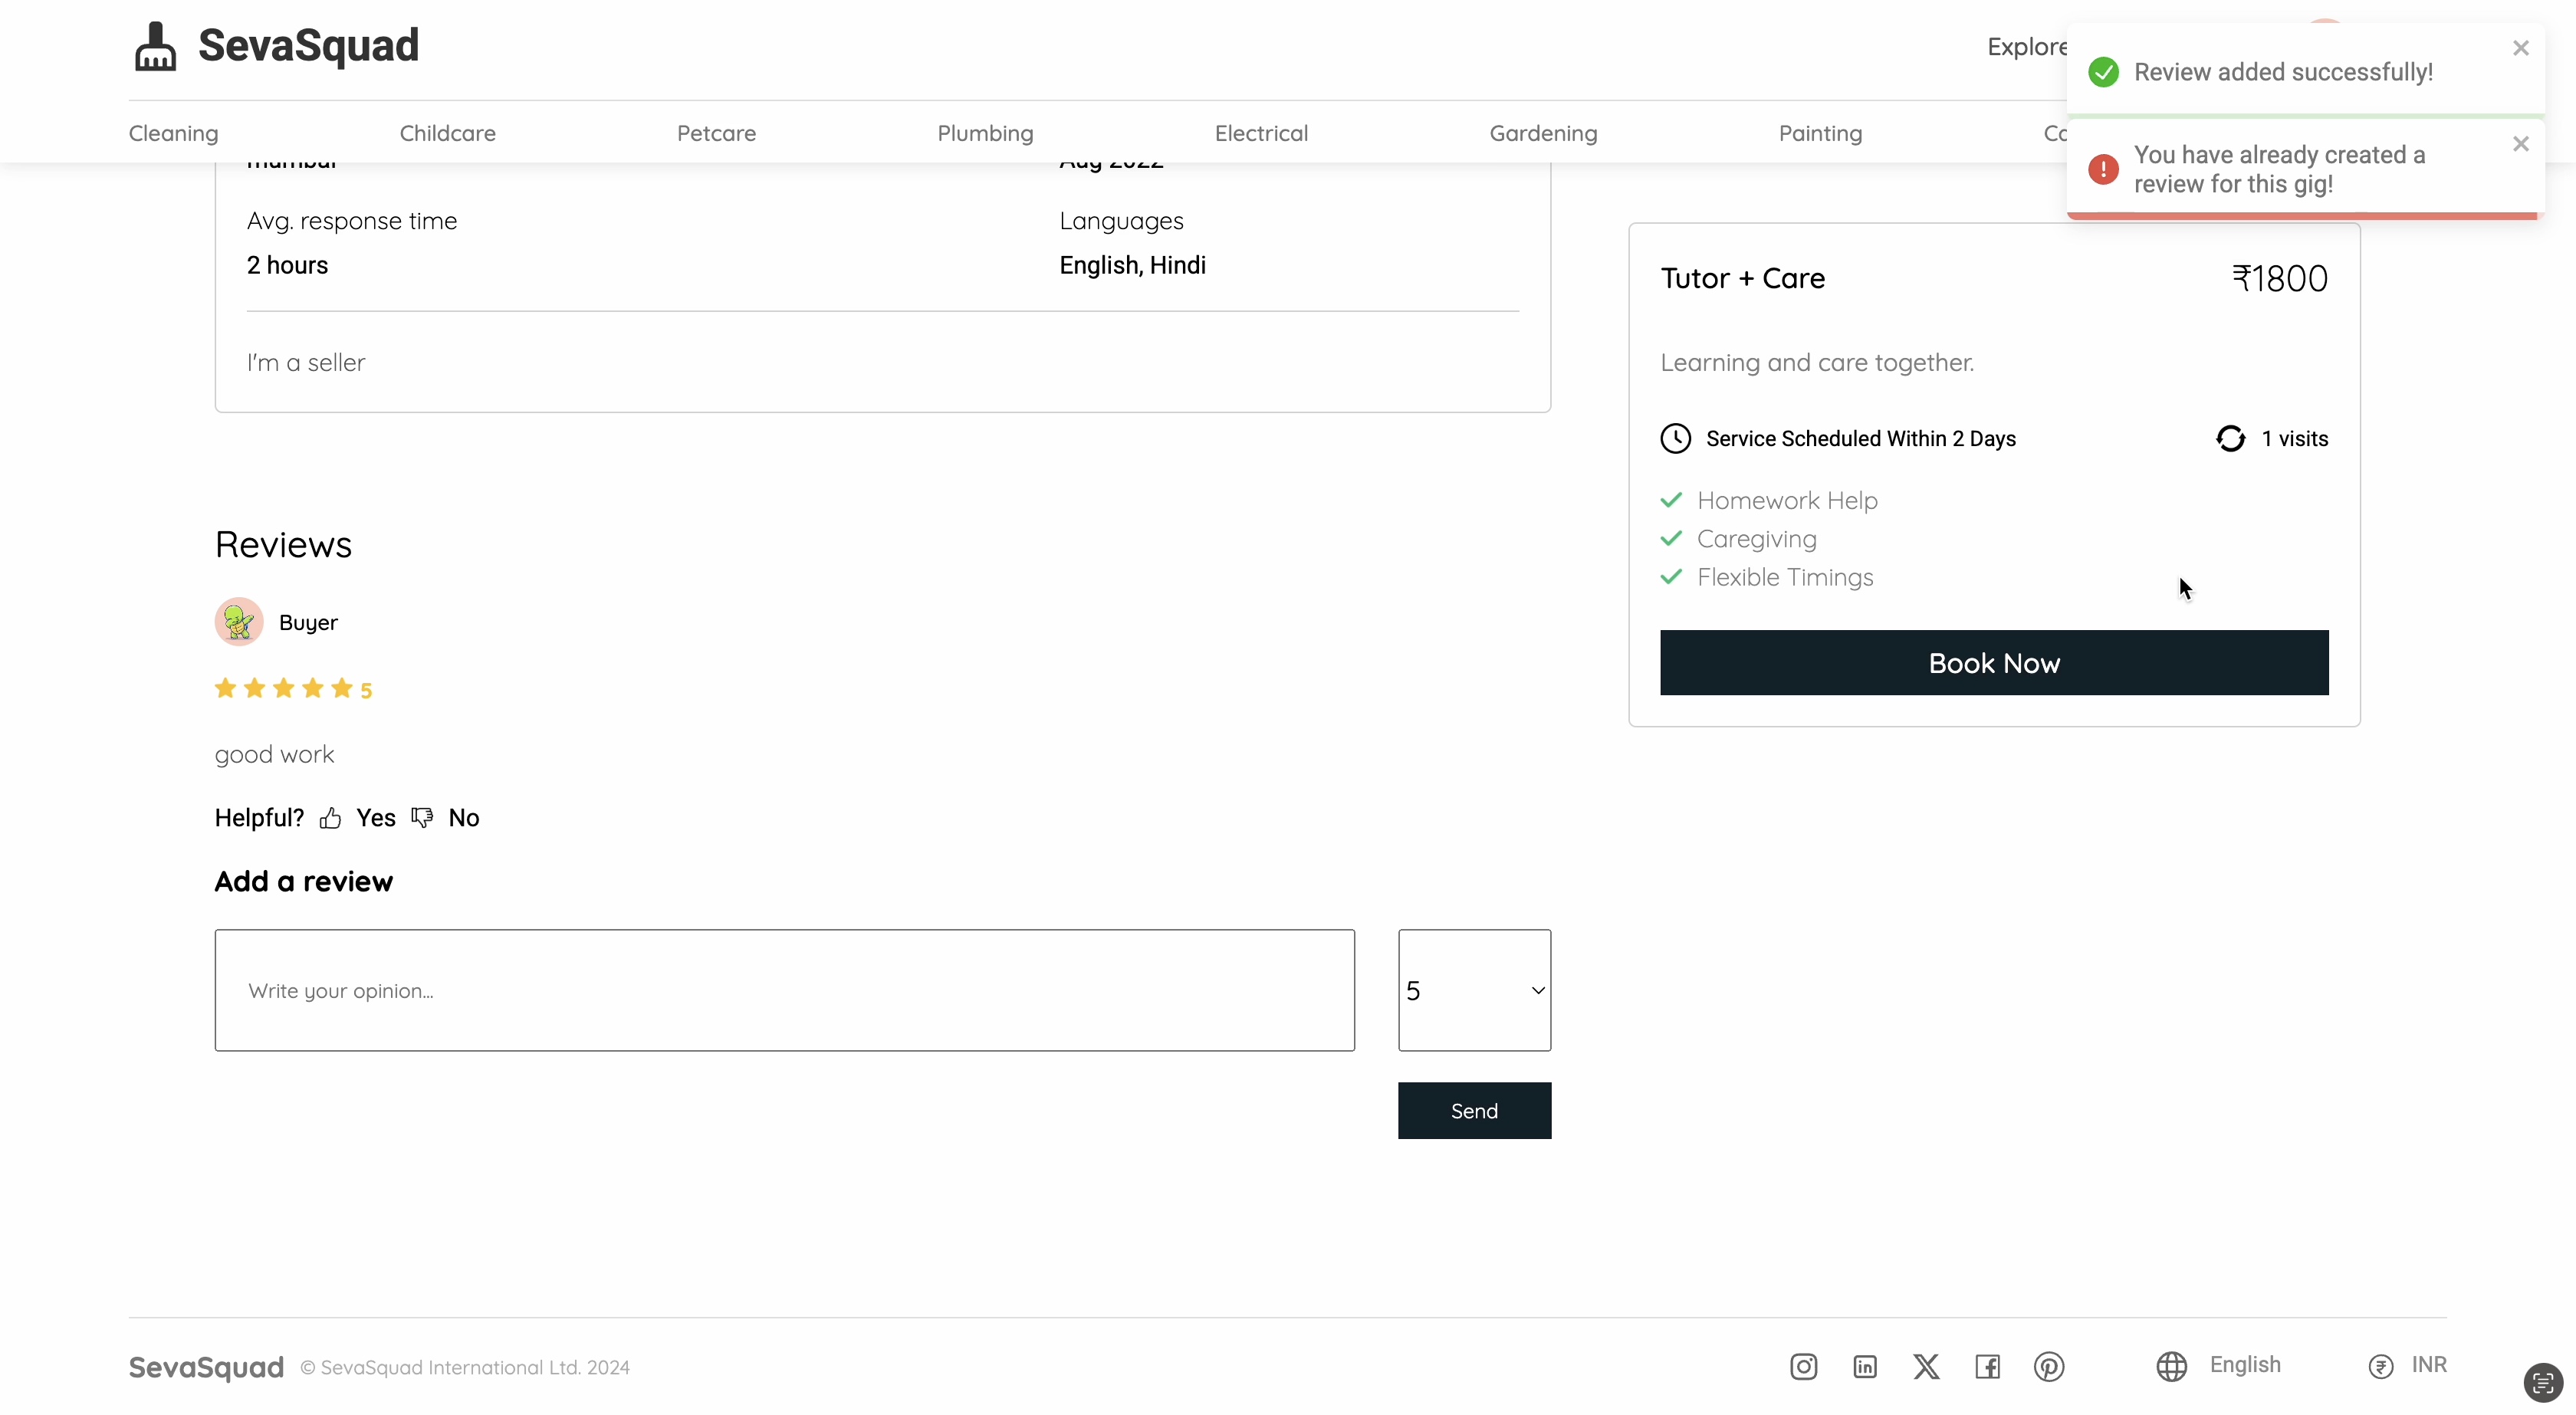 SevaSquad
Explore
Review added successfully!
Cleaning
Childcare
Petcare
Plumbing
Electrical
Gardening
Painting
You have already created a
review for this gig!
mumbai
Aug 2022
Avg. response time
Languages
2 hours
English, Hindi
I'm a seller
Tutor + Care
₹1800
Learning and care together.
Service Scheduled Within 2 Days
1 visits
Homework Help
Caregiving
Flexible Timings
Book Now
Reviews
Buyer
5
good work
Helpful? Yes No
Add a review
Write your opinion...
5
Send
SevaSquad © SevaSquad International Ltd. 2024
English
INR